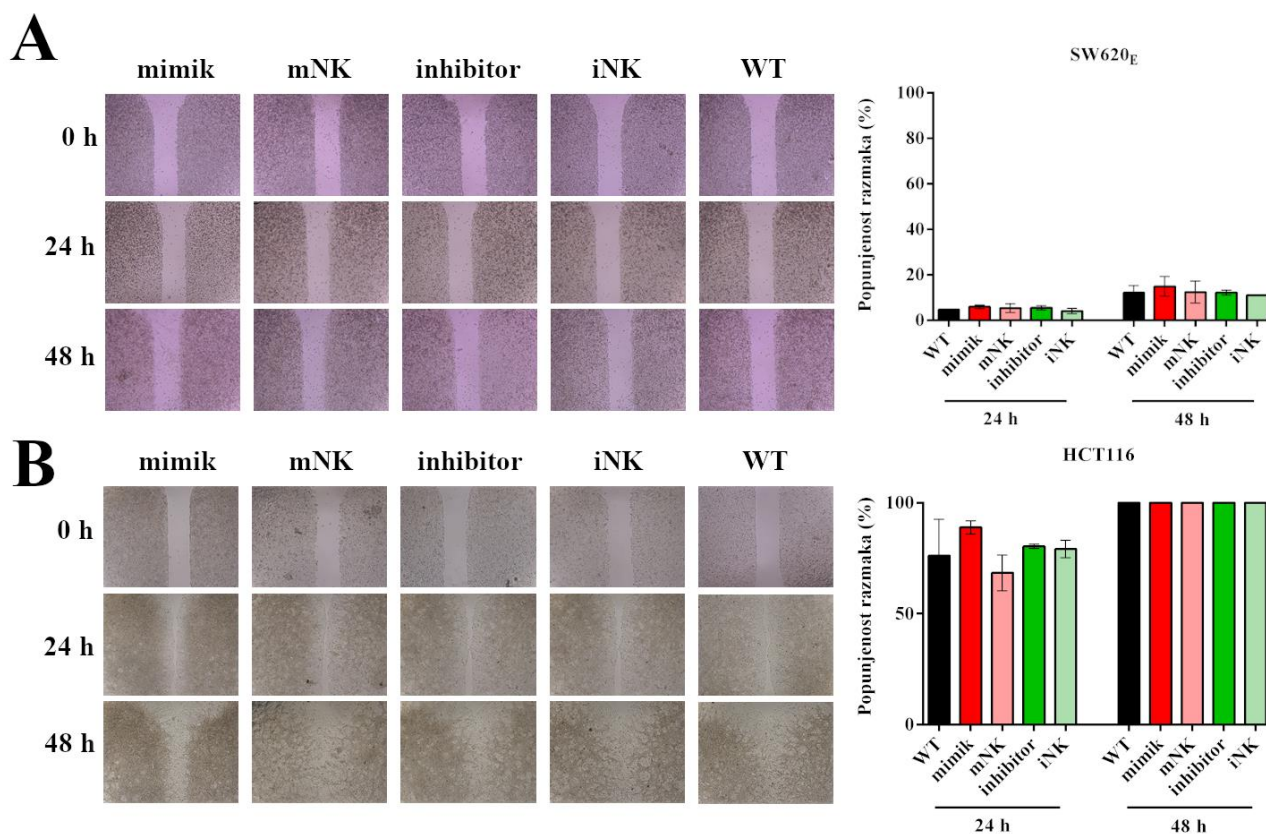 A
mimik mNK inhibitor iNK WT
0 h
24 h
48 h
SW620E
Popunjenost razmaka (%)
100
80
60
40
20
0
WT mimik mNK inhibitor iNK WT mimik mNK inhibitor iNK
24 h 48 h
B
mimik mNK inhibitor iNK WT
0 h
24 h
48 h
HCT116
Popunjenost razmaka (%)
100
50
0
WT mimik mNK inhibitor iNK WT mimik mNK inhibitor iNK
24 h 48 h